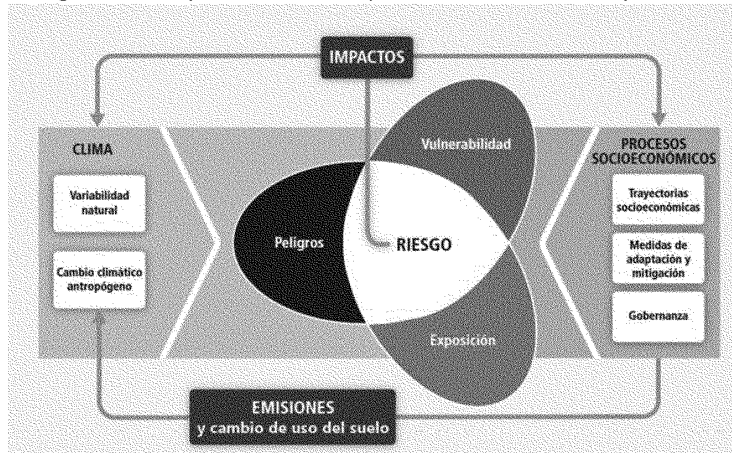 IMPACTOS
CLIMA
Variabilidad
natural
Cambio climático
antropógeno
Peligros
RIESGO
Vulnerabilidad
Exposición
PROCESOS
SOCIOECONÓMICOS
Trayectorias
socioeconómicas
Medidas de
adaptación y
mitigación
Gobernanza
EMISIONES
y cambio de uso del suelo